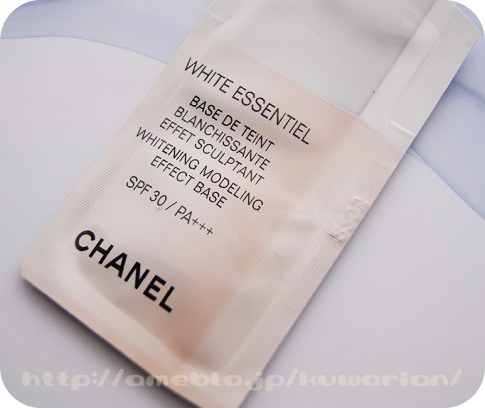 WHITE ESSENTIEL
BASE DE TEINT
BLANCHISSANTE
EFFET SCULPTANT
WHITENING MODELING
EFFECT BASE
SPF 30 / PA+++
CHANEL
http://ameblo.jp/kuwarian/